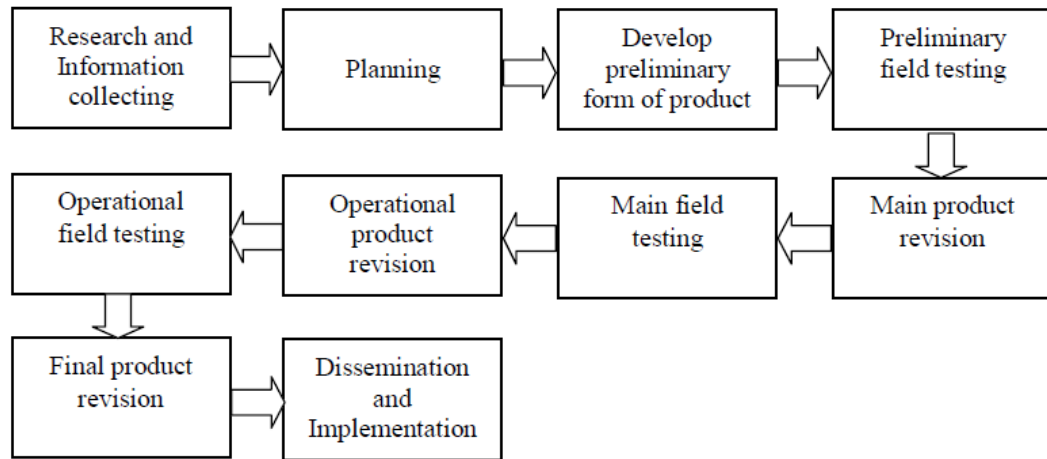 Research and
Information
collecting
Planning
Develop
preliminary
form of product
Preliminary
field testing
Main product
revision
Main field
testing
Operational
product
revision
Operational
field testing
Final product
revision
Dissemination
and
Implementation